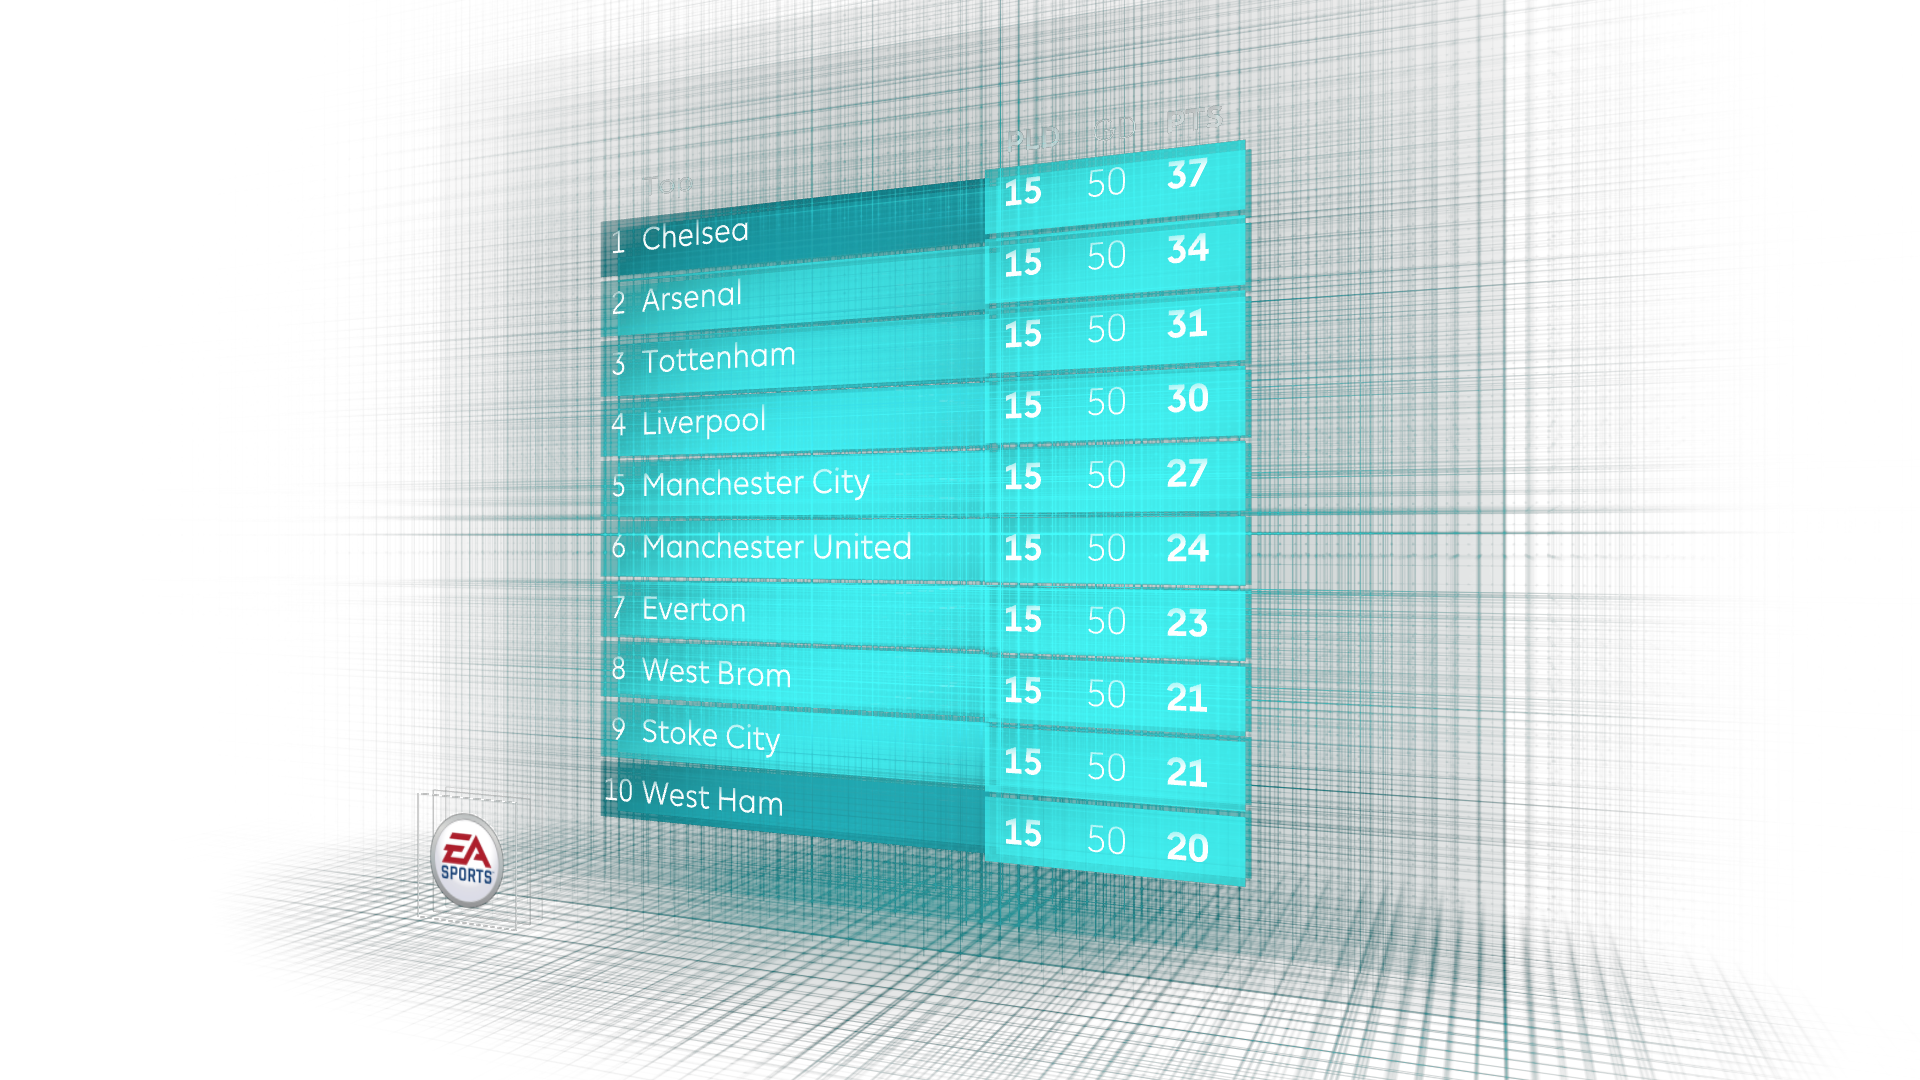 Top PLD GD PTS
1 Chelsea 15 50 37
2 Arsenal 15 50 34
3 Tottenham 15 50 31
4 Liverpool 15 50 30
5 Manchester City 15 50 27
6 Manchester United 15 50 24
7 Everton 15 50 23
8 West Brom 15 50 21
9 Stoke City 15 50 21
10 West Ham 15 50 20
EA
SPORTS